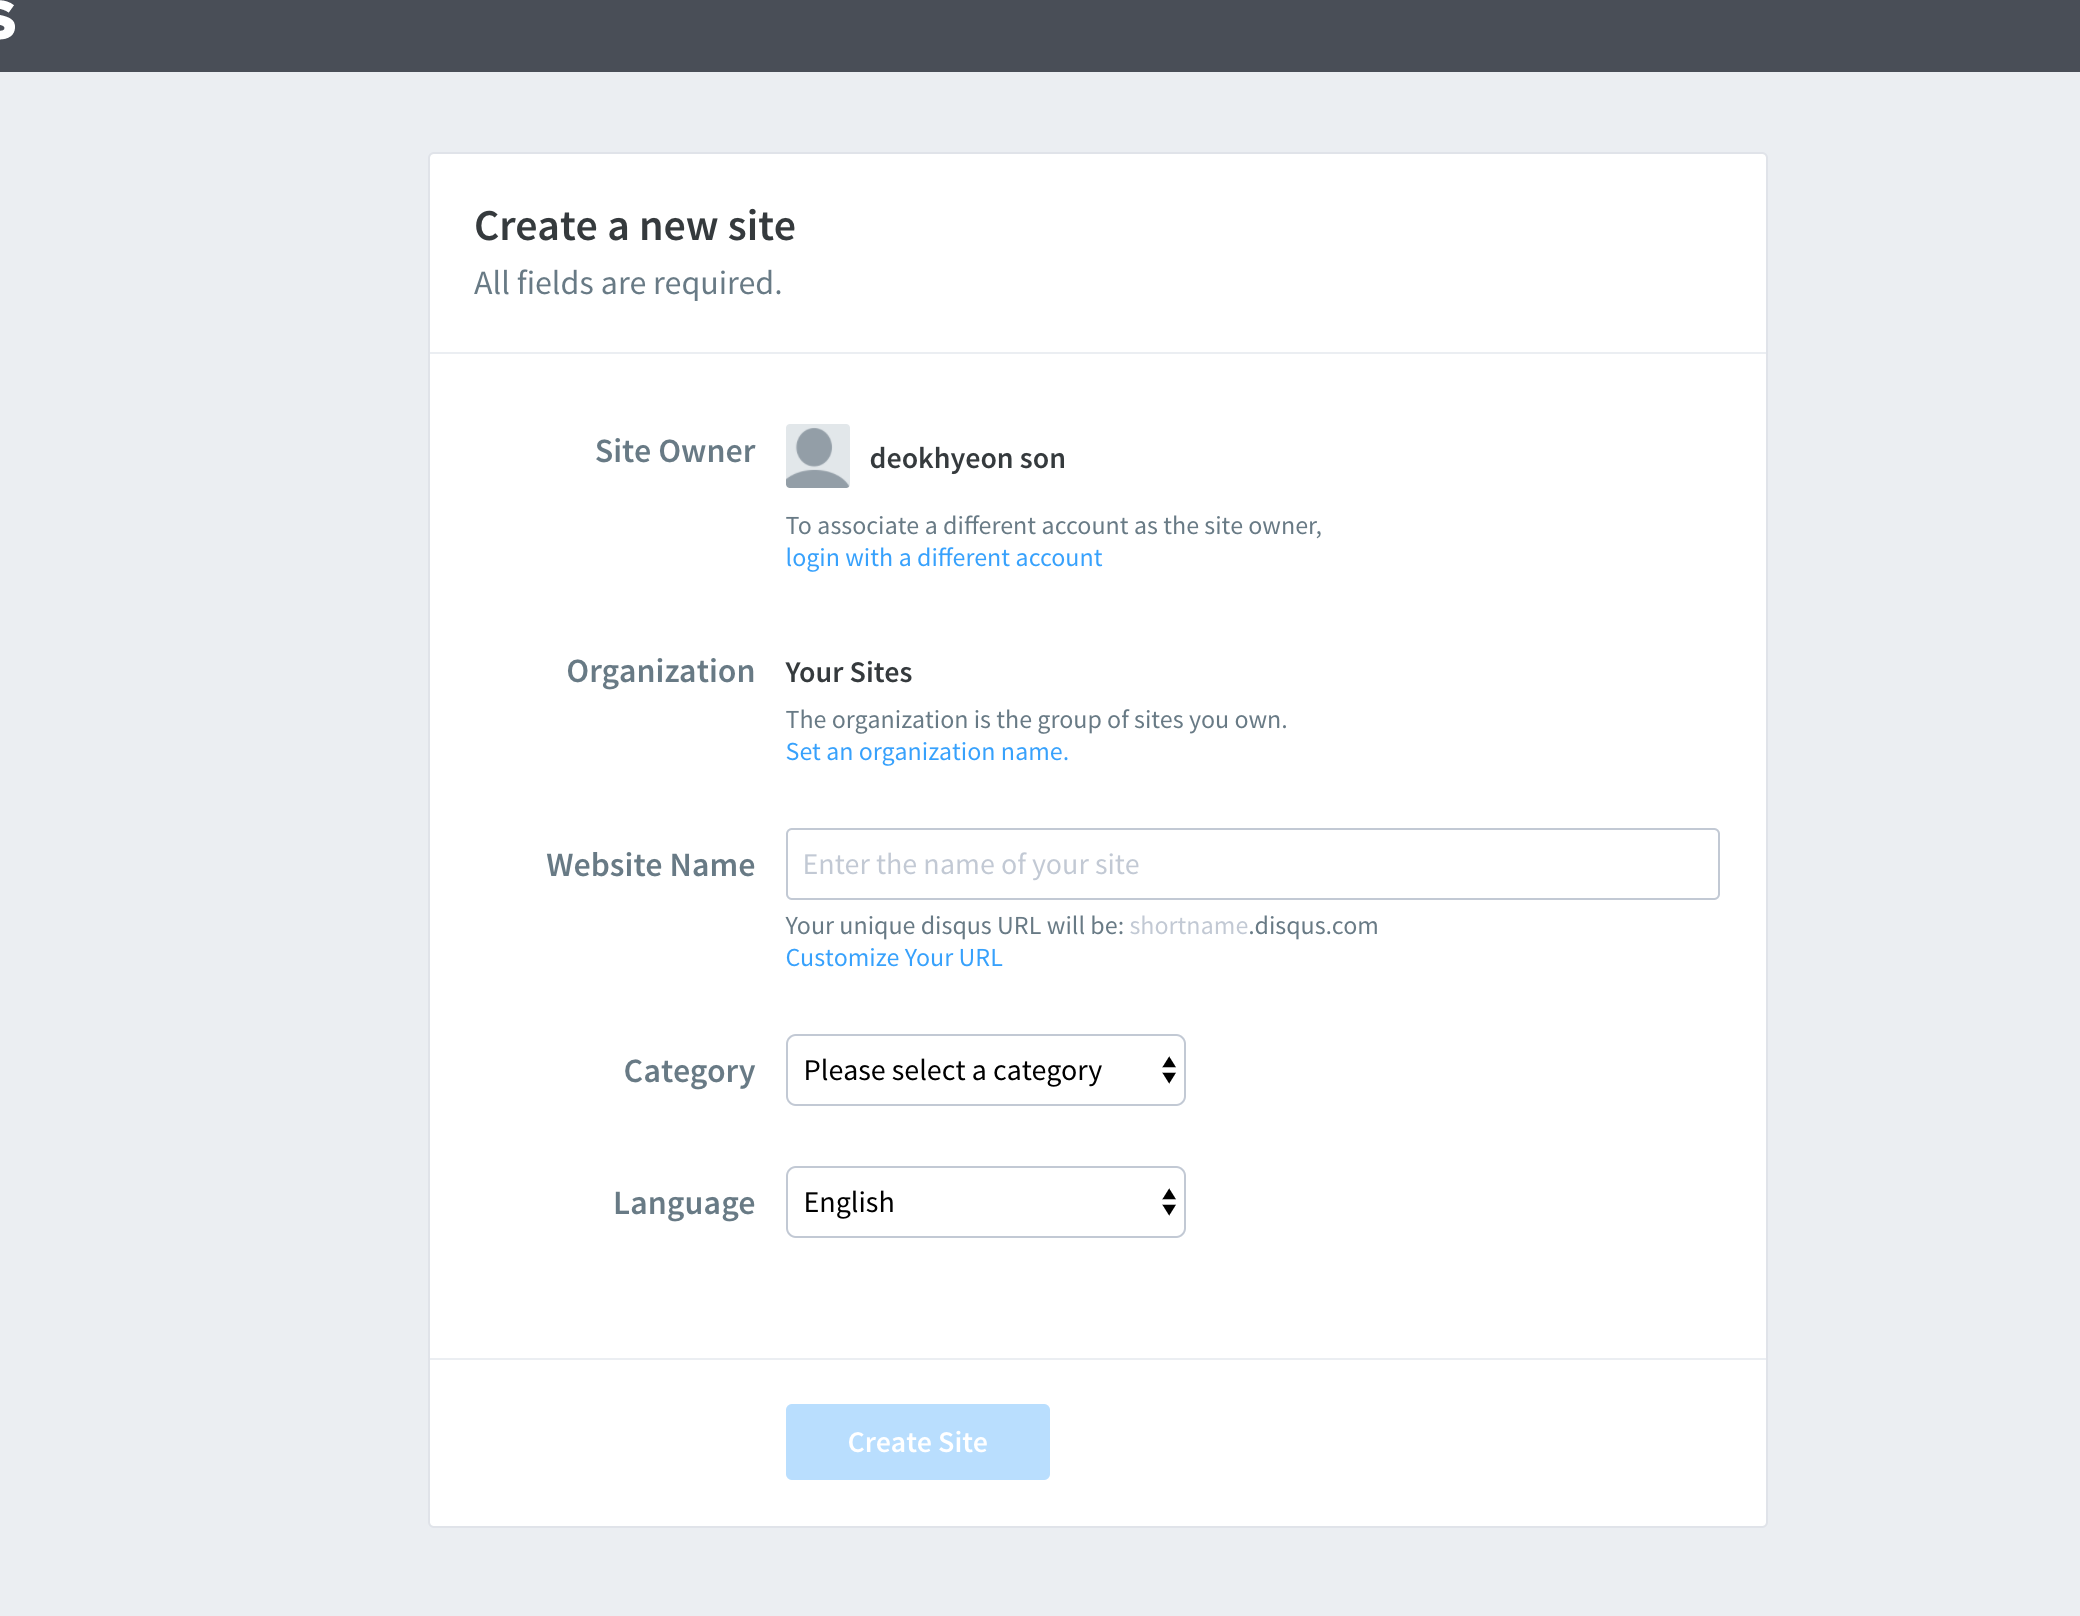 s
Create a new site
All fields are required.
Site Owner
deokhyeon son
To associate a different account as the site owner,
login with a different account
Organization
Your Sites
The organization is the group of sites you own.
Set an organization name.
Website Name
Enter the name of your site
Your unique disqus URL will be: shortname.disqus.com
Customize Your URL
Category
Please select a category
Language
English
Create Site